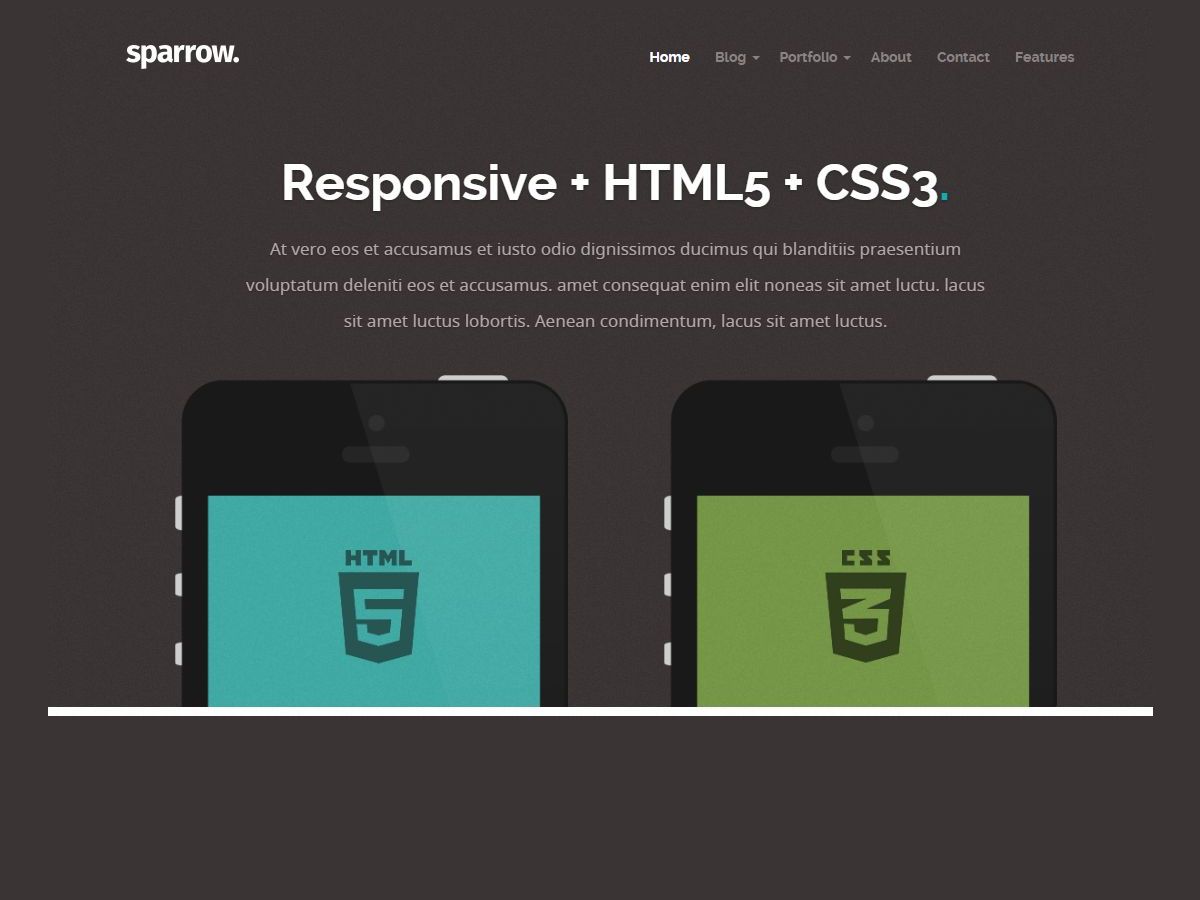 sparrow.
Home Blog Portfolio About Contact Features
Responsive + HTML5 + CSS3.
At vero eos et accusamus et iusto odio dignissimos ducimus qui blanditiis praesentium
voluptatum deleniti eos et accusamus. amet consequat enim elit noneas sit amet luctu. lacus
sit amet luctus lobortis. Aenean condimentum, lacus sit amet luctus.
HTML CSS
5 3